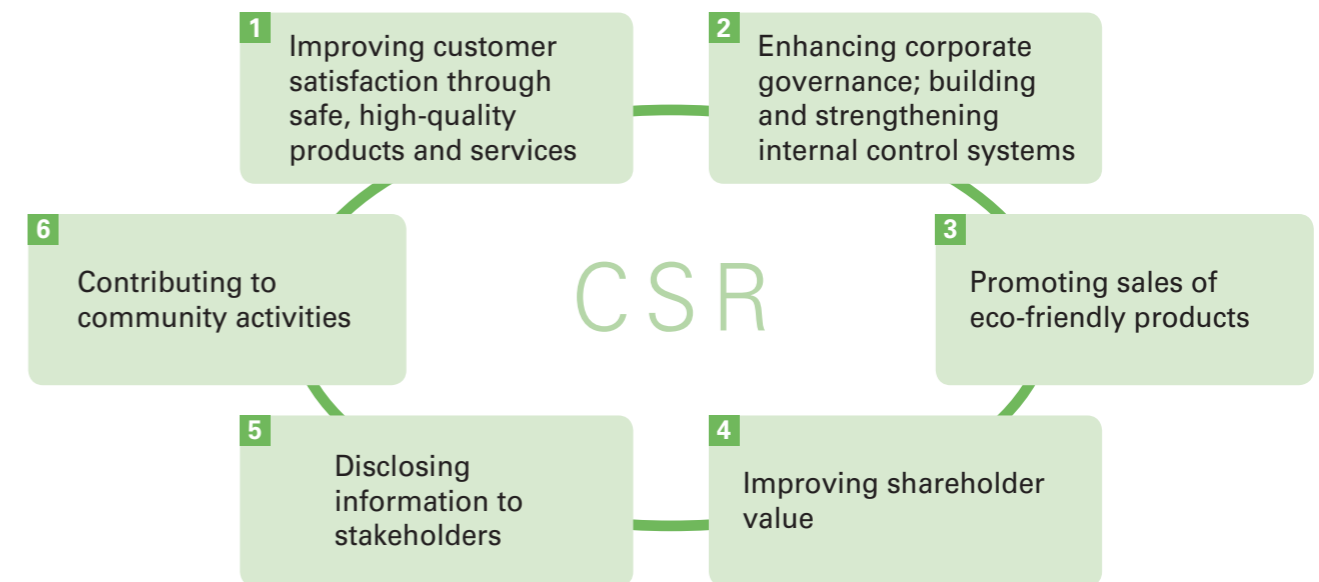 1
Improving customer
satisfaction through
safe, high-quality
products and services
2
Enhancing corporate
governance; building
and strengthening
internal control systems
3
Promoting sales of
eco-friendly products
4
Improving shareholder
value
5
Disclosing
information to
stakeholders
6
Contributing to
community activities
CSR